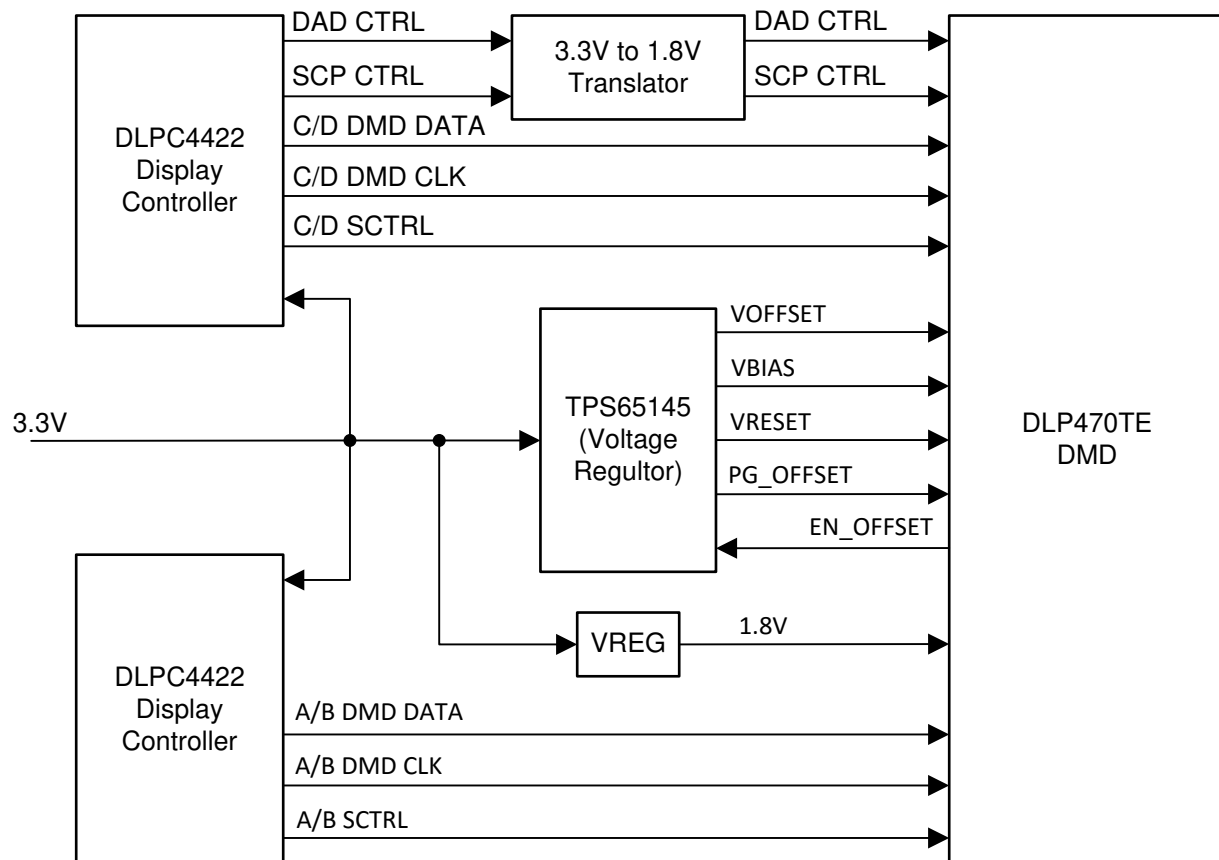 DAD CTRL
SCP CTRL
C/D DMD DATA
C/D DMD CLK
C/D SCTRL
DLPC4422
Display
Controller
3.3V to 1.8V
Translator
DAD CTRL
SCP CTRL
3.3V
TPS65145
(Voltage
Regultor)
VOFFSET
VBIAS
VRESET
PG_OFFSET
EN_OFFSET
DLP470TE
DMD
VREG
1.8V
DLPC4422
Display
Controller
A/B DMD DATA
A/B DMD CLK
A/B SCTRL